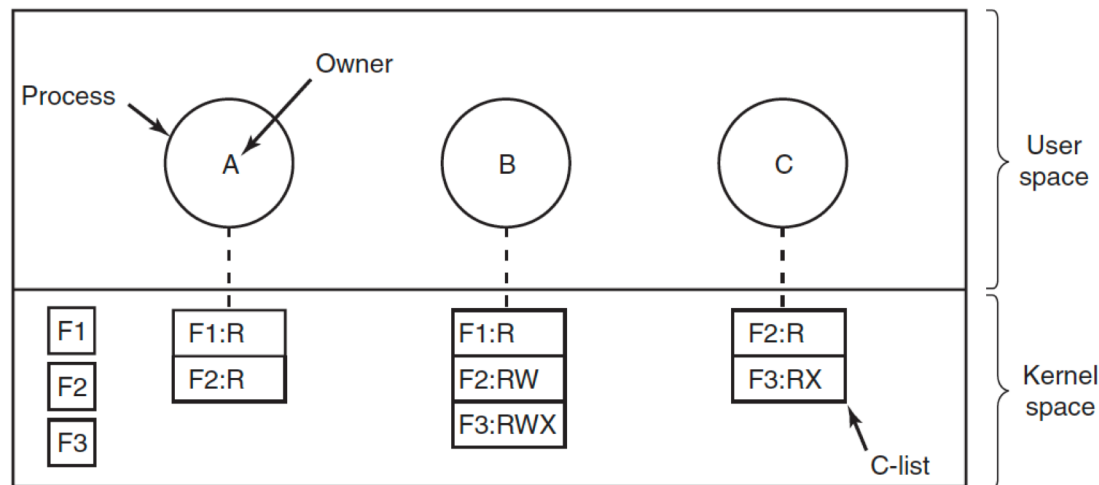 Owner
Process
A
B
C
User
space
F1
F2
F3
F1:R
F2:R
F1:R
F2:RW
F3:RWX
F2:R
F3:RX
Kernel
space
C-list